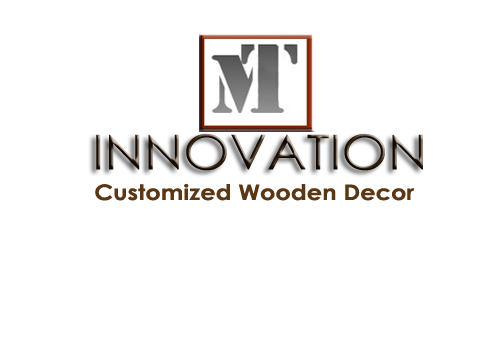 MT
INNOVATION
Customized Wooden Decor